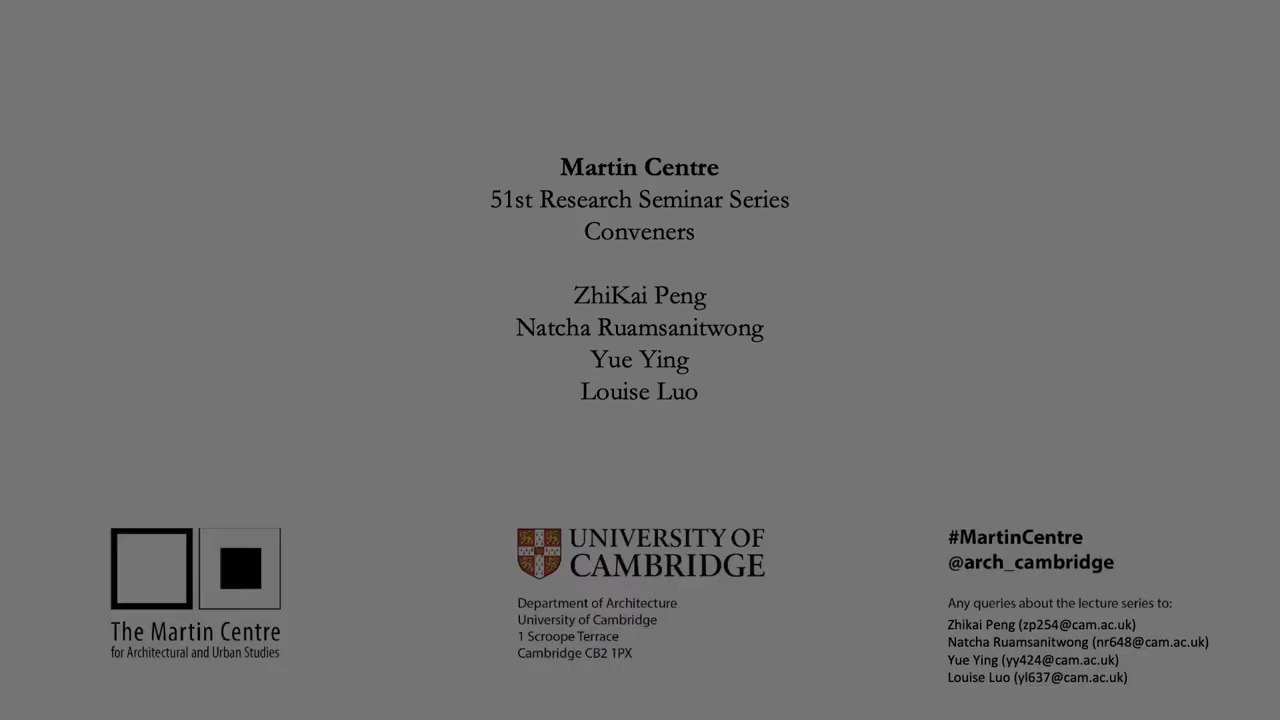 Martin Centre
51st Research Seminar Series
Conveners
ZhiKai Peng
Natcha Ruamsanitwong
Yue Ying
Louise Luo
The Martin Centre
for Architectural and Urban Studies
UNIVERSITY OF
CAMBRIDGE
Department of Architecture
University of Cambridge
1 Scroope Terrace
Cambridge CB2 1PX
#MartinCentre
@arch_cambridge
Any queries about the lecture series to:
Zhikai Peng (zp254@cam.ac.uk)
Natcha Ruamsanitwong (nr648@cam.ac.uk)
Yue Ying (yy424@cam.ac.uk)
Louise Luo (yl637@cam.ac.uk)